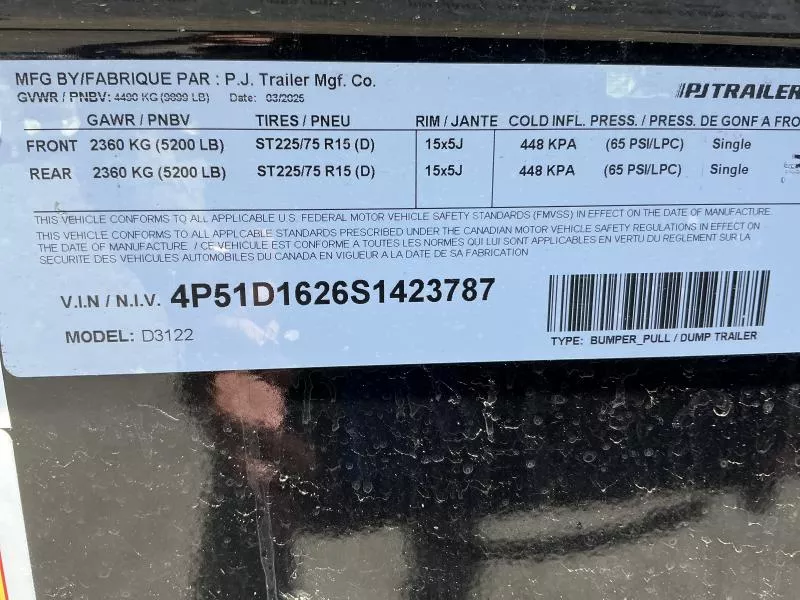 MFG BY/FABRIQUE PAR : P.J. Trailer Mgf. Co.
PJTRAILER
GVWR / PNBV: 4490 KG (9899 LB) Date: 03/2025
GAWR / PNBV TIRES / PNEU RIM / JANTE COLD INFL. PRESS. / PRESS. DE GONF A FRO
FRONT 2360 KG (5200 LB) ST225/75 R15 (D) 15x5J 448 KPA (65 PSI/LPC) Single
REAR 2360 KG (5200 LB) ST225/75 R15 (D) 15x5J 448 KPA (65 PSI/LPC) Single
THIS VEHICLE CONFORMS TO ALL APPLICABLE U.S. FEDERAL MOTOR VEHICLE SAFETY STANDARDS (FMVSS) IN EFFECT ON THE DATE OF MANUFACTURE.
THIS VEHICLE CONFORMS TO ALL APPLICABLE STANDARDS PRESCRIBED UNDER THE CANADIAN MOTOR VEHICLE SAFETY REGULATIONS IN EFFECT ON
THE DATE OF MANUFACTURE. / CE VEHICULE EST CONFORME A TOUTES LES NORMES QUI LUI SONT APPLICABLES EN VERTU DU REGLEMENT SUR LA
SECURITE DES VEHICULES AUTOMOBILES DU CANADA EN VIGUEUR A LA DATE DE SA FABRICATION
V.I.N / N.I.V. 4P51D1626S1423787
MODEL: D3122
TYPE: BUMPER_PULL / DUMP TRAILER